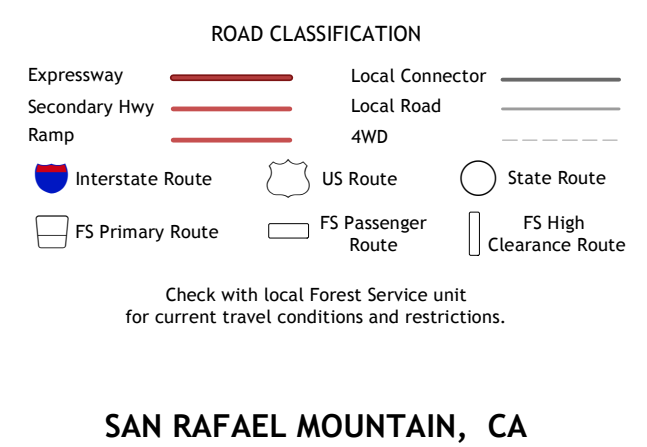 ROAD CLASSIFICATION
Expressway
Local Connector
Secondary Hwy
Local Road
Ramp
4WD
Interstate Route
US Route
State Route
FS Primary Route
FS Passenger
Route
FS High
Clearance Route
Check with local Forest Service unit
for current travel conditions and restrictions.
SAN RAFAEL MOUNTAIN, CA